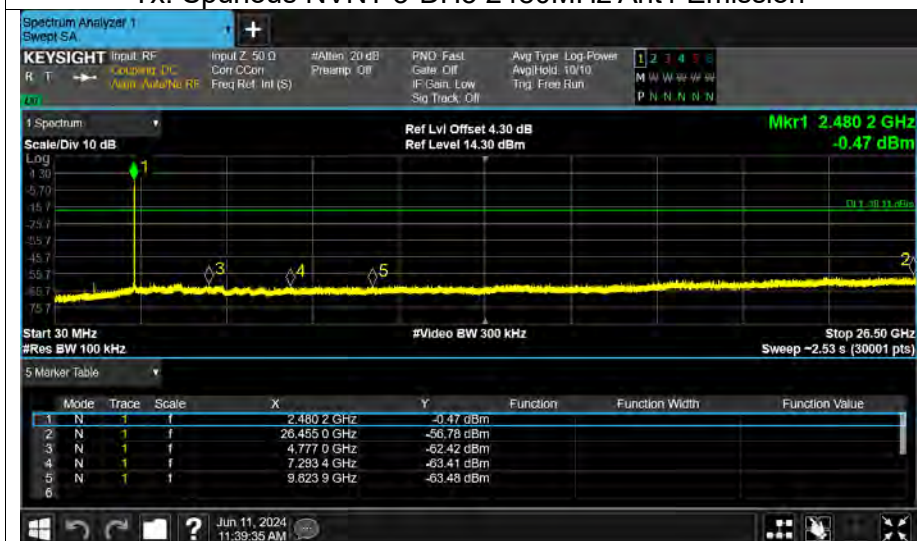 Tx. Spurious NVNT 3-DH5 2480MHz Ant1 Emission
Spectrum Analyzer 1
Swept SA
KEYSIGHT Input: RF Input Z: 50 Ω #Atten: 20 dB PNO: Fast Avg Type: Log-Power 1 2 3 4 5 6
R T Coupling: DC Corr CCorr Preamp: Off Gate: Off Avg|Hold: 10/10 M W W W W W
Align: Auto/No RF Freq Ref: Int (S) IF Gain: Low Trig: Free Run
Sig Track: Off P N N N N N
1 Spectrum Ref Lvl Offset 4.30 dB Mkr1 2.480 2 GHz
Scale/Div 10 dB Ref Level 14.30 dBm -0.47 dBm
Log
4.30 1
-5.70
-15.7
-25.7
-35.7
-45.7
-55.7 3 4 5 2
-65.7
-75.7
Start 30 MHz #Video BW 300 kHz Stop 26.50 GHz
#Res BW 100 kHz Sweep ~2.53 s (30001 pts)
5 Marker Table
Mode Trace Scale X Y Function Function Width Function Value
1 N 1 f 2.480 2 GHz -0.47 dBm
2 N 1 f 26.455 0 GHz -56.78 dBm
3 N 1 f 4.777 0 GHz -62.42 dBm
4 N 1 f 7.293 4 GHz -63.41 dBm
5 N 1 f 9.823 9 GHz -63.48 dBm
6
? Jun 11, 2024
11:39:35 AM